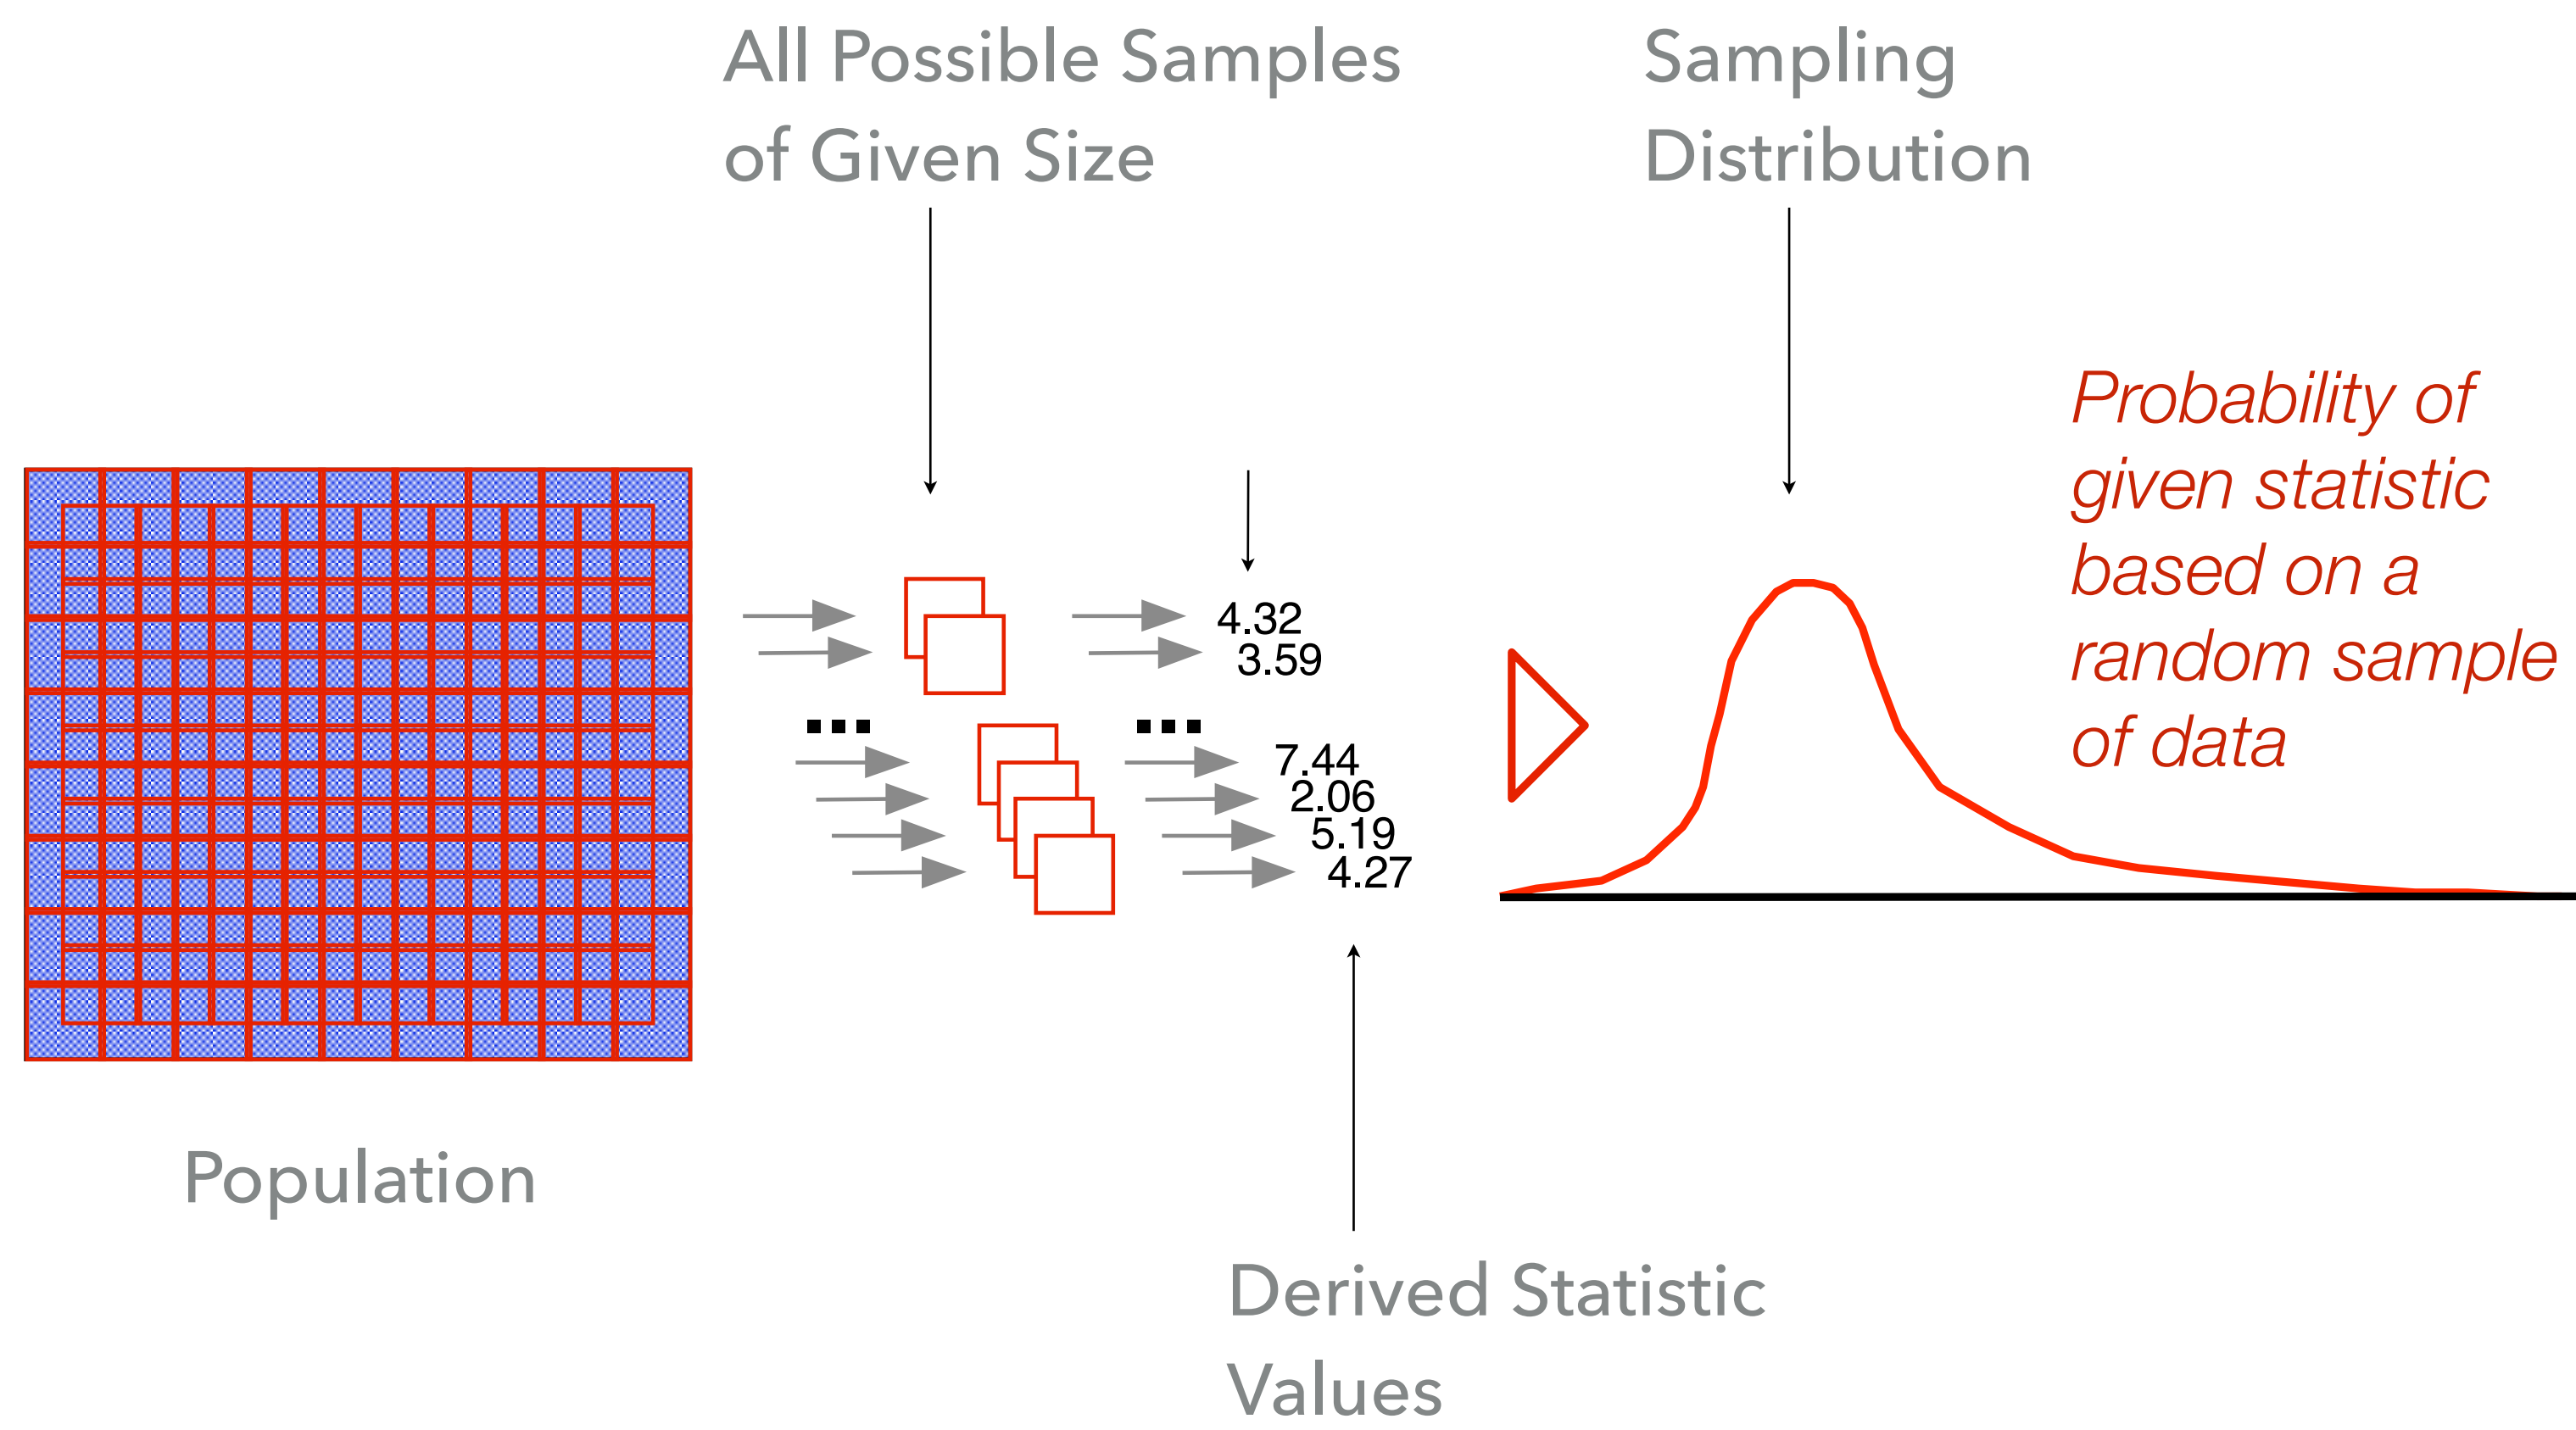 All Possible Samples
of Given Size
Sampling
Distribution
Probability of
given statistic
based on a
random sample
of data
4.32
3.59
...
...
7.44
2.06
5.19
4.27
Population
Derived Statistic
Values